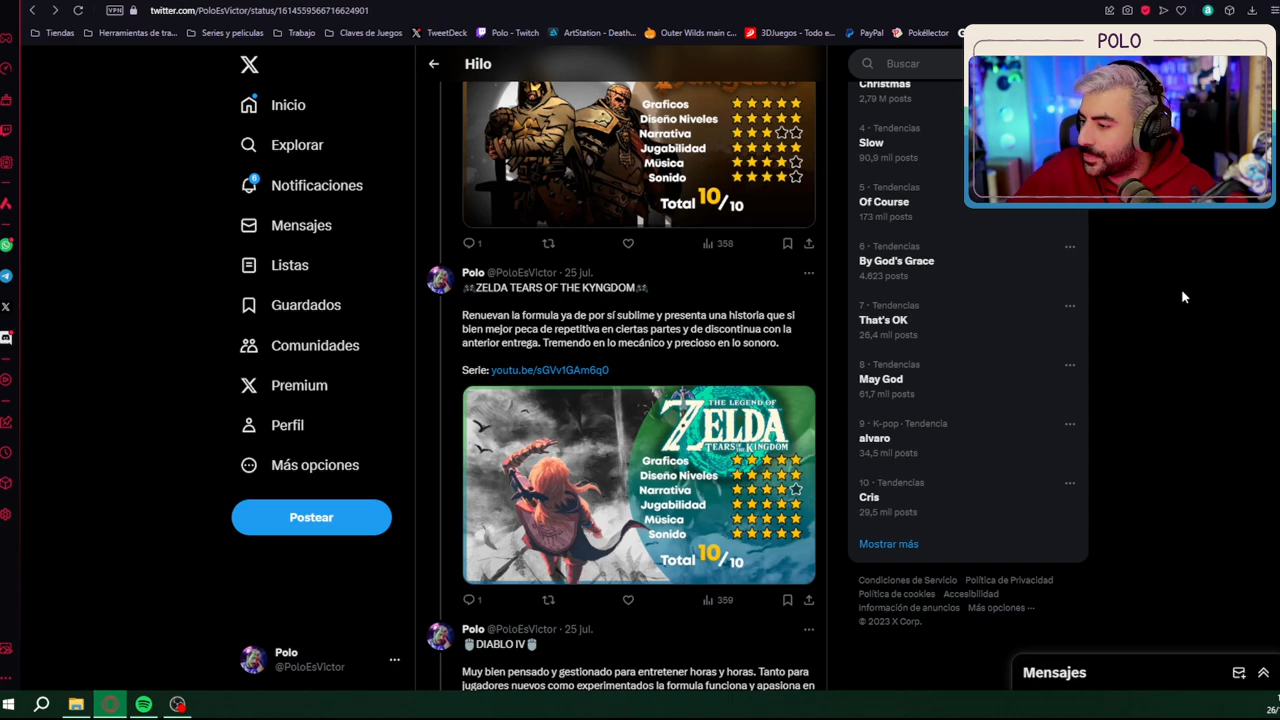 twitter.com/PoloEsVictor/status/1614559566716624901
VPN
Tiendas
Herramientas de tra...
Series y peliculas
Trabajo
Claves de Juegos
TweetDeck
Polo - Twitch
ArtStation - Death...
Outer Wilds main c...
3DJuegos - Todo e...
PayPal
Pokéllector
POLO
Inicio
Explorar
6
Notificaciones
Mensajes
Listas
Guardados
Comunidades
Premium
Perfil
Más opciones
Postear
Polo
@PoloEsVictor
Hilo
Graficos
Diseño Niveles
Narrativa
Jugabilidad
Música
Sonido
Total 10/10
1
358
Polo @PoloEsVictor · 25 jul.
🎮ZELDA TEARS OF THE KYNGDOM🎮
Renuevan la formula ya de por sí sublime y presenta una historia que si
bien mejor peca de repetitiva en ciertas partes y de discontinua con la
anterior entrega. Tremendo en lo mecánico y precioso en lo sonoro.
Serie: youtu.be/sGVv1GAm6q0
THE LEGEND OF
ZELDA
TEARS OF THE KINGDOM
Graficos
Diseño Niveles
Narrativa
Jugabilidad
Música
Sonido
Total 10/10
1
359
Polo @PoloEsVictor · 25 jul.
DIABLO IV
Muy bien pensado y gestionado para entretener horas y horas. Tanto para
jugadores nuevos como experimentados la formula funciona y apasiona en
Buscar
Christmas
2,79 M posts
4 · Tendencias
Slow
90,9 mil posts
5 · Tendencias
Of Course
173 mil posts
6 · Tendencias
By God's Grace
4.623 posts
7 · Tendencias
That's OK
26,4 mil posts
8 · Tendencias
May God
61,7 mil posts
9 · K-pop · Tendencia
alvaro
34,5 mil posts
10 · Tendencias
Cris
29,5 mil posts
Mostrar más
Condiciones de Servicio Política de Privacidad
Política de cookies Accesibilidad
Información de anuncios Más opciones ···
© 2023 X Corp.
Mensajes